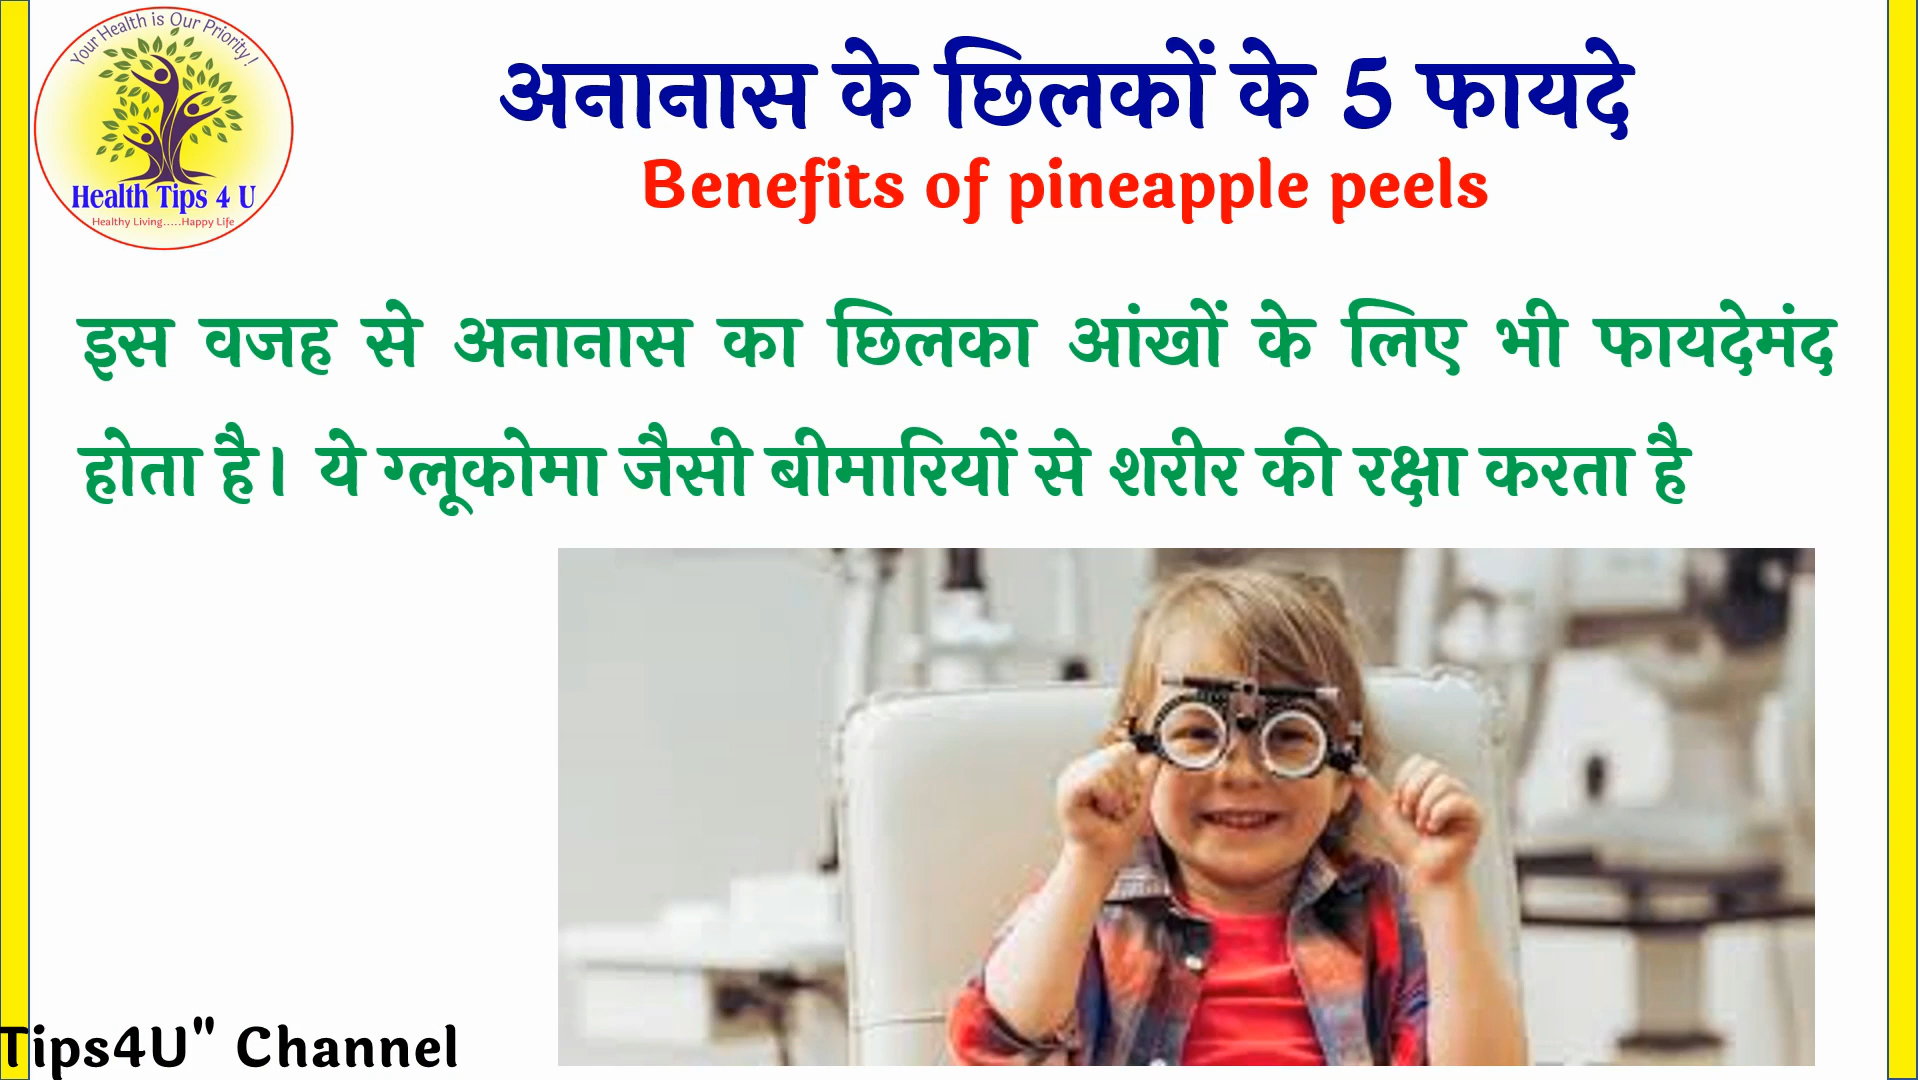 Your Health is Our Priority!
Health Tips 4 U
Healthy Living.....Happy Life
अनानास के छिलकों के 5 फायदे
Benefits of pineapple peels
इस वजह से अनानास का छिलका आंखों के लिए भी फायदेमंद
होता है। ये ग्लूकोमा जैसी बीमारियों से शरीर की रक्षा करता है
Tips4U" Channel